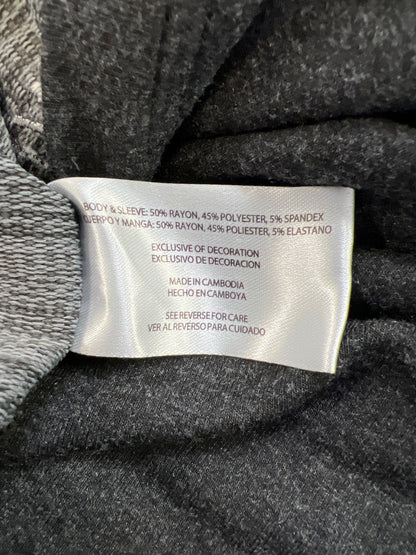 BODY & SLEEVE: 50% RAYON, 45% POLYESTER, 5% SPANDEX
CUERPO Y MANGA: 50% RAYON, 45% POLIESTER, 5% ELASTANO
EXCLUSIVE OF DECORATION
EXCLUSIVO DE DECORACION
MADE IN CAMBODIA
HECHO EN CAMBOYA
SEE REVERSE FOR CARE
VER AL REVERSO PARA CUIDADO